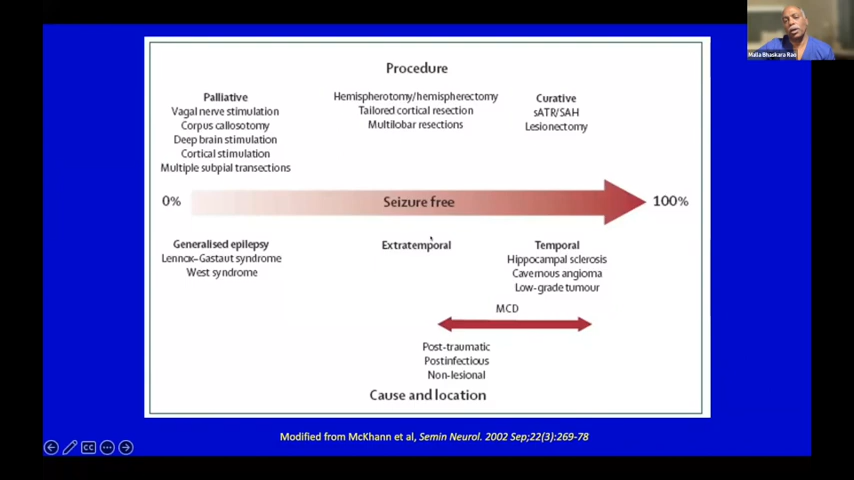 Malla Bhaskara Rao
Procedure
Palliative
Vagal nerve stimulation
Corpus callosotomy
Deep brain stimulation
Cortical stimulation
Multiple subpial transections
Hemispherotomy/hemispherectomy
Tailored cortical resection
Multilobar resections
Curative
sATR/SAH
Lesionectomy
0%
Seizure free
100%
Generalised epilepsy
Lennox–Gastaut syndrome
West syndrome
Extratemporal
Temporal
Hippocampal sclerosis
Cavernous angioma
Low-grade tumour
MCD
Post-traumatic
Postinfectious
Non-lesional
Cause and location
CC
Modified from McKhann et al, Semin Neurol. 2002 Sep;22(3):269-78